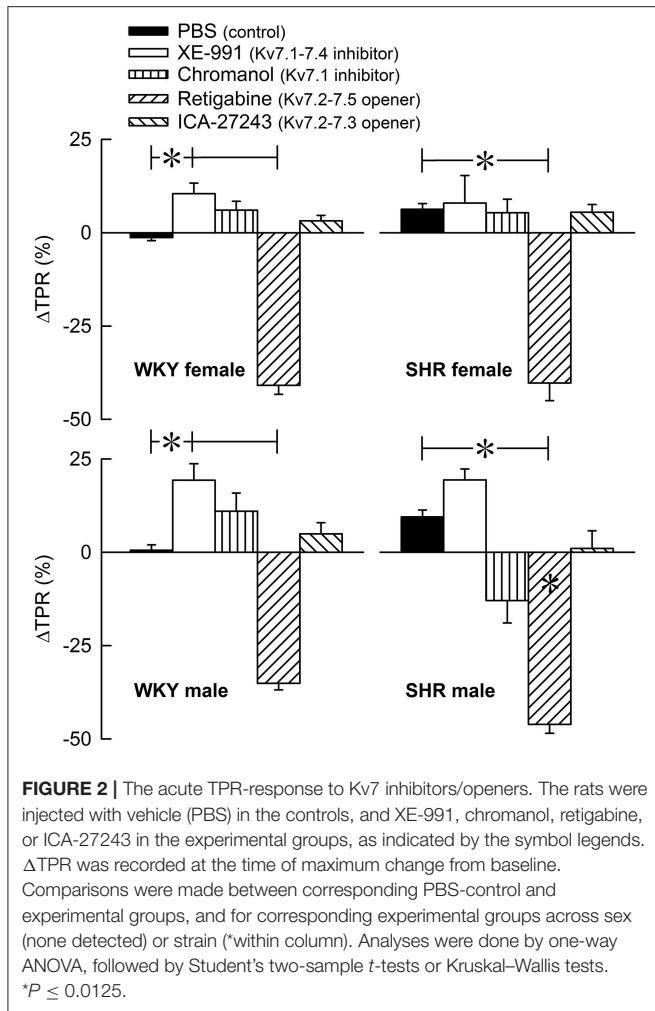 PBS (control)
XE-991 (Kv7.1-7.4 inhibitor)
Chromanol (Kv7.1 inhibitor)
Retigabine (Kv7.2-7.5 opener)
ICA-27243 (Kv7.2-7.3 opener)
25
* *
0
ΔTPR (%)
-25
WKY female SHR female
-50
* *
25
0
ΔTPR (%)
*
-25
WKY male SHR male
-50
FIGURE 2 | The acute TPR-response to Kv7 inhibitors/openers. The rats were
injected with vehicle (PBS) in the controls, and XE-991, chromanol, retigabine,
or ICA-27243 in the experimental groups, as indicated by the symbol legends.
ΔTPR was recorded at the time of maximum change from baseline.
Comparisons were made between corresponding PBS-control and
experimental groups, and for corresponding experimental groups across sex
(none detected) or strain (*within column). Analyses were done by one-way
ANOVA, followed by Student's two-sample t-tests or Kruskal–Wallis tests.
*P ≤ 0.0125.